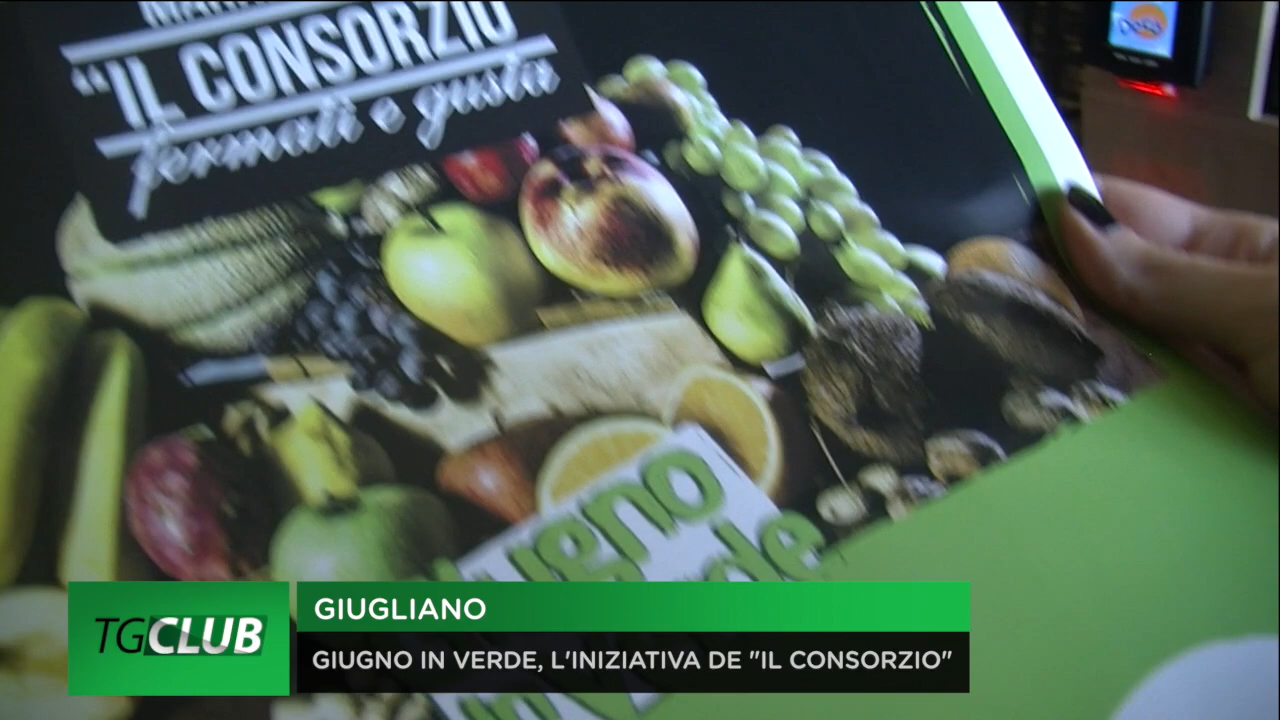 "IL CONSORZIO
fermati e gusta
GIUGLIANO
TGCLUB
GIUGNO IN VERDE, L'INIZIATIVA DE "IL CONSORZIO"